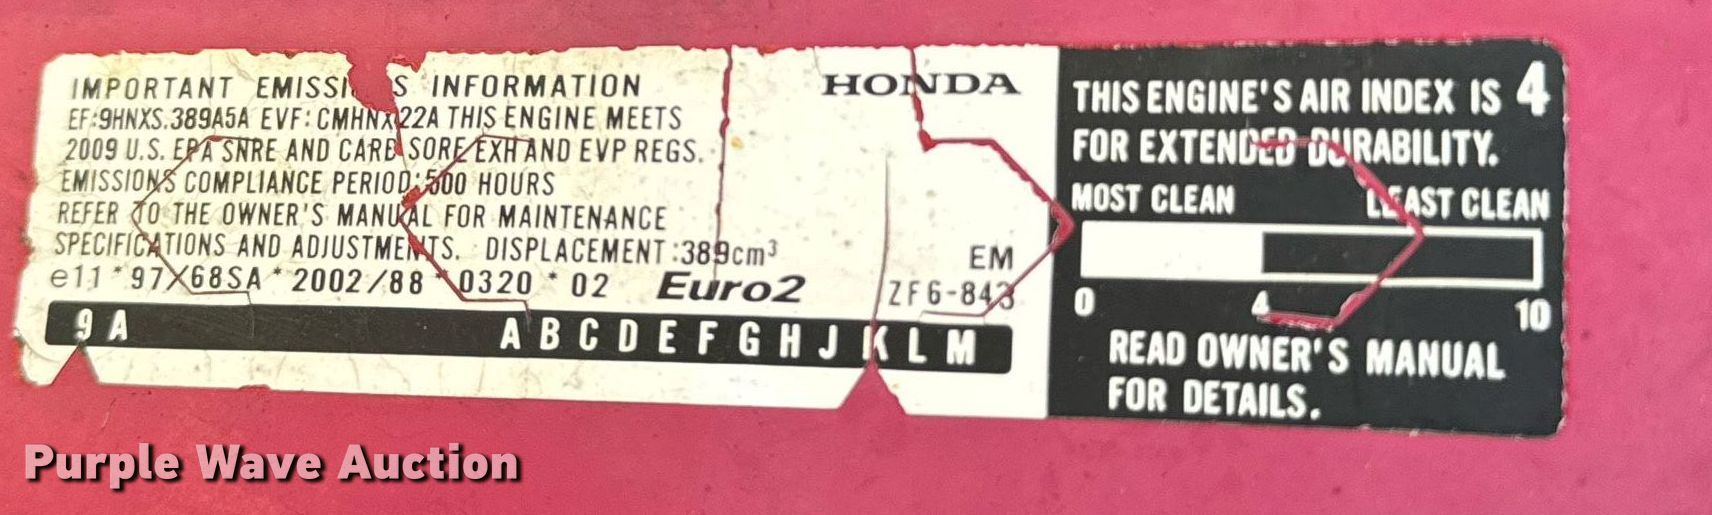 IMPORTANT EMISSIONS INFORMATION
EF:9HNXS.389A5A EVF:CMHNX22A THIS ENGINE MEETS
2009 U.S. EPA SNRE AND CARB SORE EXH AND EVP REGS.
EMISSIONS COMPLIANCE PERIOD:500 HOURS
REFER TO THE OWNER'S MANUAL FOR MAINTENANCE
SPECIFICATIONS AND ADJUSTMENTS. DISPLACEMENT:389cm³
e11*97/68SA*2002/88*0320*02 Euro2
9 A A B C D E F G H J K L M
HONDA
EM
ZF6-843
THIS ENGINE'S AIR INDEX IS 4
FOR EXTENDED DURABILITY.
MOST CLEAN LEAST CLEAN
0 4 10
READ OWNER'S MANUAL
FOR DETAILS.
Purple Wave Auction